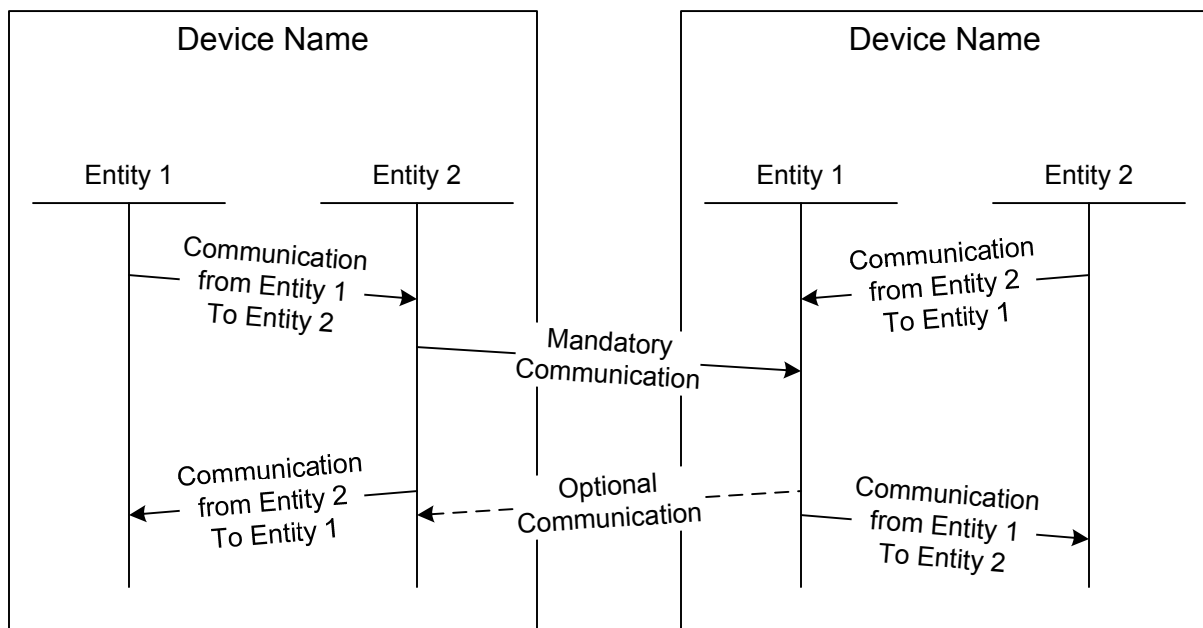 Device Name
Device Name
Entity 1
Entity 2
Entity 1
Entity 2
Communication
from Entity 1
To Entity 2
Communication
from Entity 2
To Entity 1
Mandatory
Communication
Communication
from Entity 2
To Entity 1
Optional
Communication
Communication
from Entity 1
To Entity 2